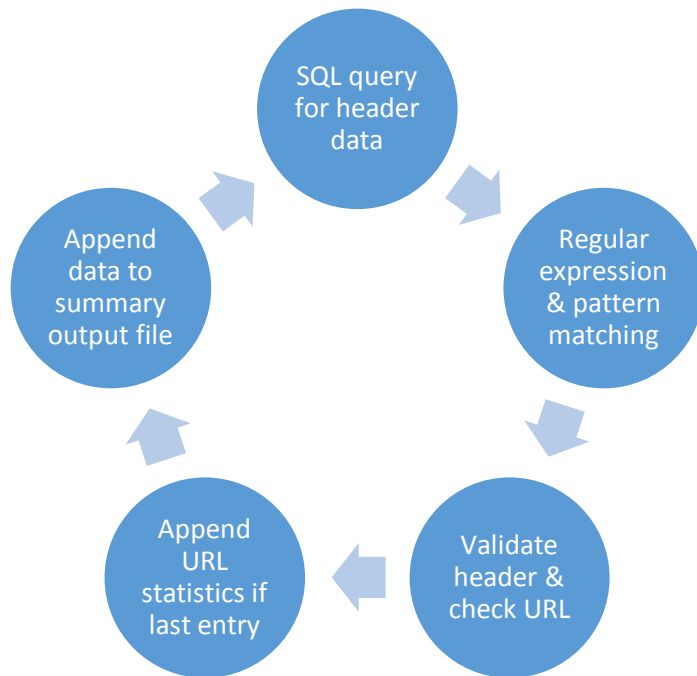 SQL query
for header
data
Regular
expression
& pattern
matching
Validate
header &
check URL
Append
URL
statistics if
last entry
Append
data to
summary
output file